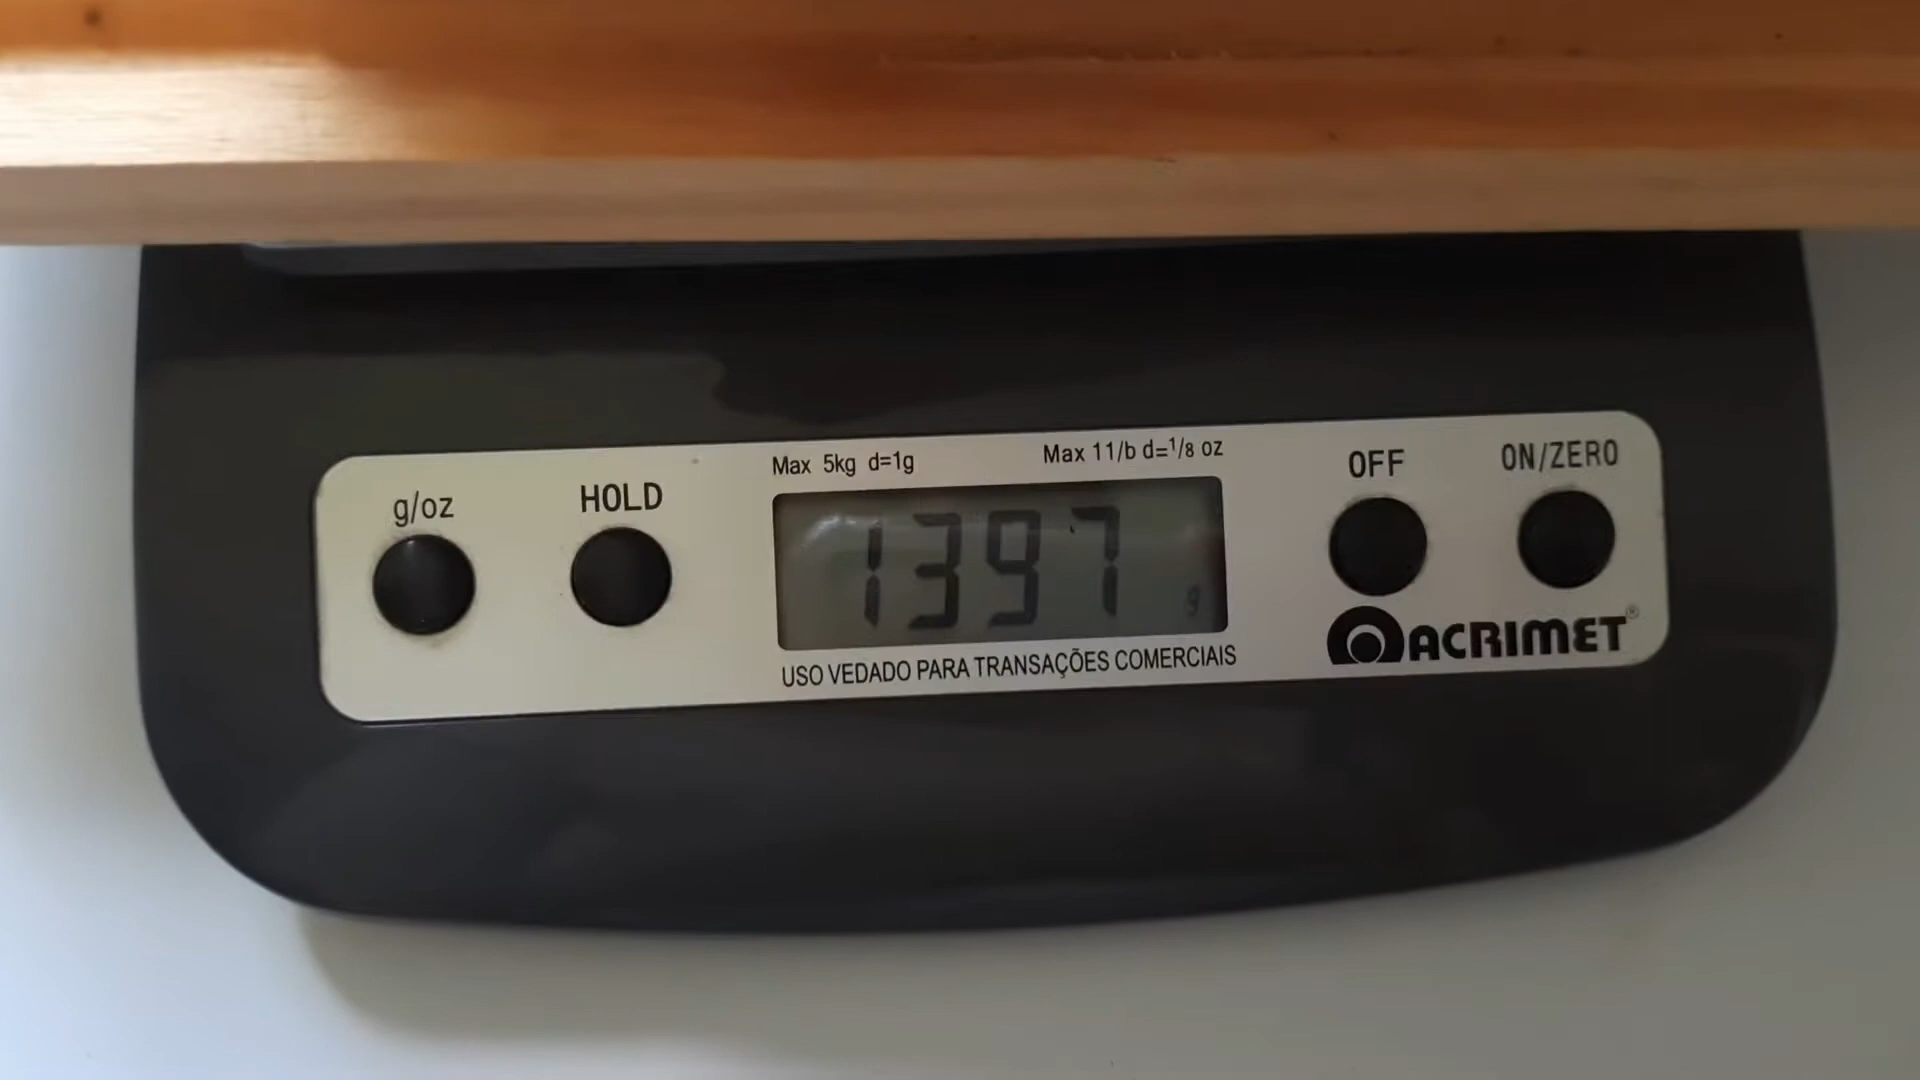 Max 5kg d=1g
Max 11/b d=1/8 oz
g/oz
HOLD
1397 g
OFF
ON/ZERO
ACRIMET®
USO VEDADO PARA TRANSAÇÕES COMERCIAIS